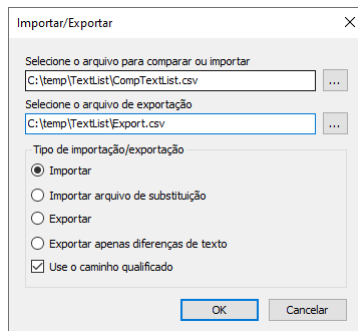 Importar/Exportar
Selecione o arquivo para comparar ou importar
C:\temp\TextList\CompTextList.csv
...
Selecione o arquivo de exportação
C:\temp\TextList\Export.csv
...
Tipo de importação/exportação
Importar
Importar arquivo de substituição
Exportar
Exportar apenas diferenças de texto
Use o caminho qualificado
OK
Cancelar